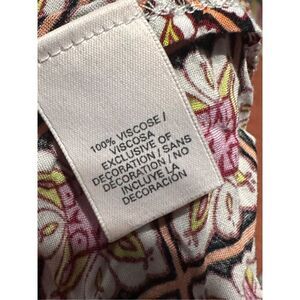 100% VISCOSE /
VISCOSA
EXCLUSIVE OF
DECORATION / SANS
DECORATION / NO
INCLUYE LA
DECORACIÓN